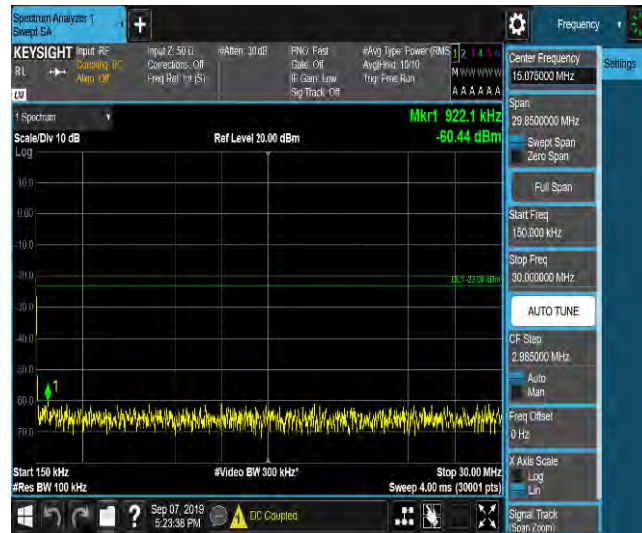 Spectrum Analyzer 1
Swept SA
Frequency
KEYSIGHT
Input: RF
Coupling: DC
Align: Off
Input Z: 50 Ω
Corrections: Off
Freq Ref: Int (S)
#Atten: 30 dB
PNO: Fast
Gate: Off
IF Gain: Low
Sig Track: Off
#Avg Type: Power (RMS
Avg|Hold: 10/10
Trig: Free Run
1 2 3 4 5 6
M W W W W W
A A A A A A
RL
LXI
1 Spectrum
Scale/Div 10 dB
Log
Ref Level 20.00 dBm
Mkr1 922.1 kHz
-60.44 dBm
10.0
0.00
-10.0
-20.0
DL1 -23.00 dBm
-30.0
-40.0
-50.0
1
-60.0
-70.0
Start 150 kHz
#Video BW 300 kHz*
Stop 30.00 MHz
#Res BW 100 kHz
Sweep 4.00 ms (30001 pts)
Sep 07, 2019
5:23:38 PM
DC Coupled
Center Frequency
15.075000 MHz
Settings
Span
29.8500000 MHz
Swept Span
Zero Span
Full Span
Start Freq
150.000 kHz
Stop Freq
30.000000 MHz
AUTO TUNE
CF Step
2.985000 MHz
Auto
Man
Freq Offset
0 Hz
X Axis Scale
Log
Lin
Signal Track
(Span Zoom)